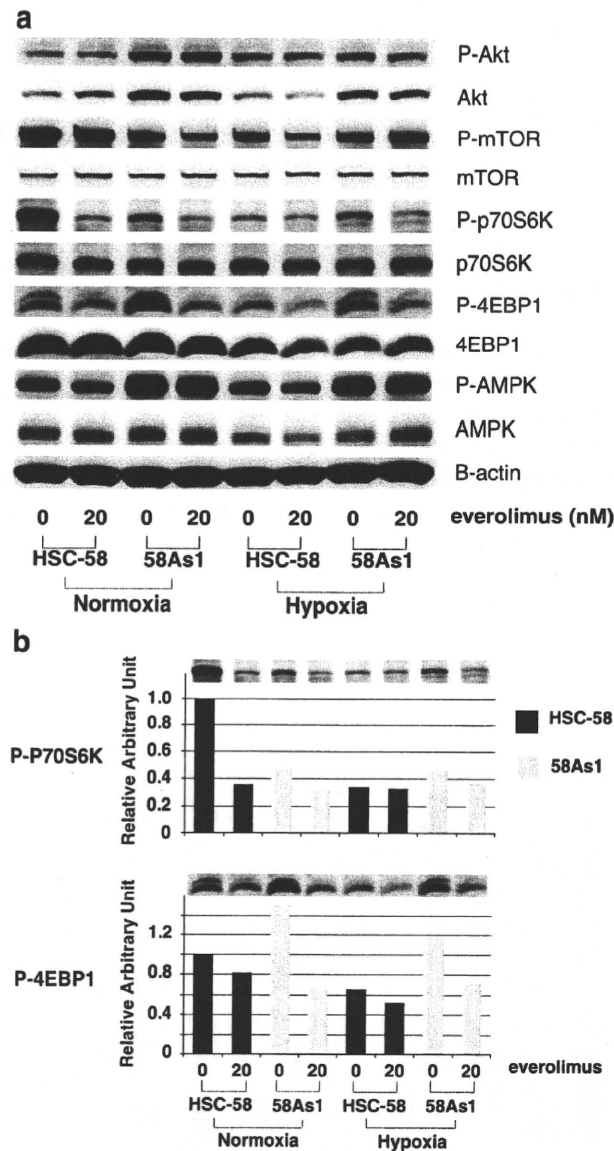 a
P-Akt
Akt
P-mTOR
mTOR
P-p70S6K
p70S6K
P-4EBP1
4EBP1
P-AMPK
AMPK
B-actin
0 20 0 20 0 20 0 20 everolimus (nM)
HSC-58 58As1 HSC-58 58As1
Normoxia Hypoxia
b
P-P70S6K
Relative Arbitrary Unit
1.0
0.8
0.6
0.4
0.2
0
HSC-58
58As1
P-4EBP1
Relative Arbitrary Unit
1.2
0.8
0.4
0
0 20 0 20 0 20 0 20 everolimus
HSC-58 58As1 HSC-58 58As1
Normoxia Hypoxia